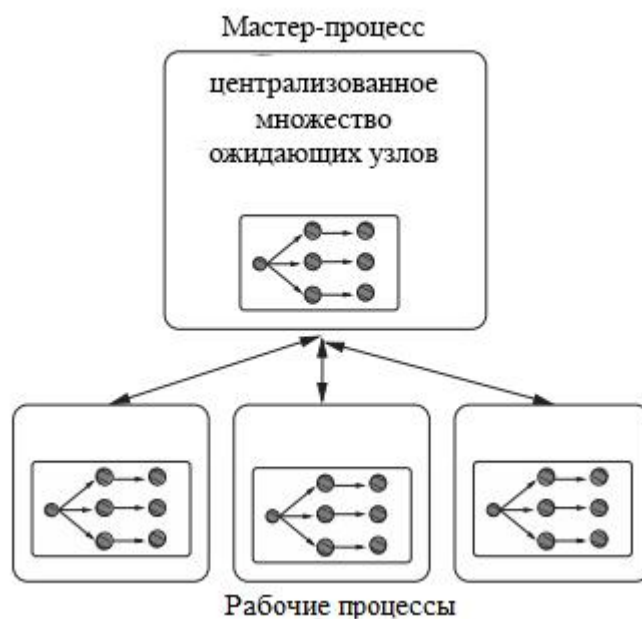 Мастер-процесс
централизованное
множество
ожидающих узлов
Рабочие процессы